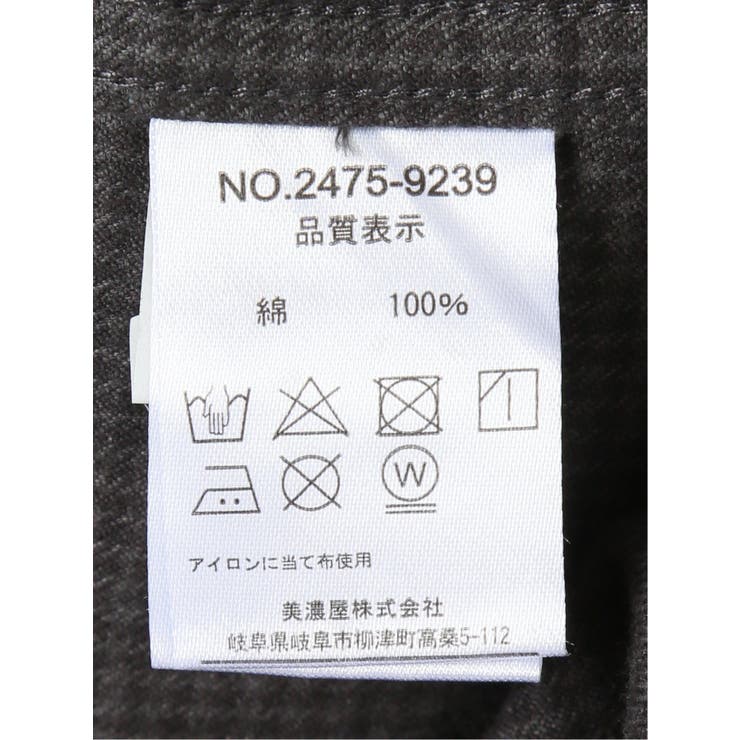 NO.2475-9239
品質表示
綿 100%
W
アイロンに当て布使用
美濃屋株式会社
岐阜県岐阜市柳津町高桑5-112